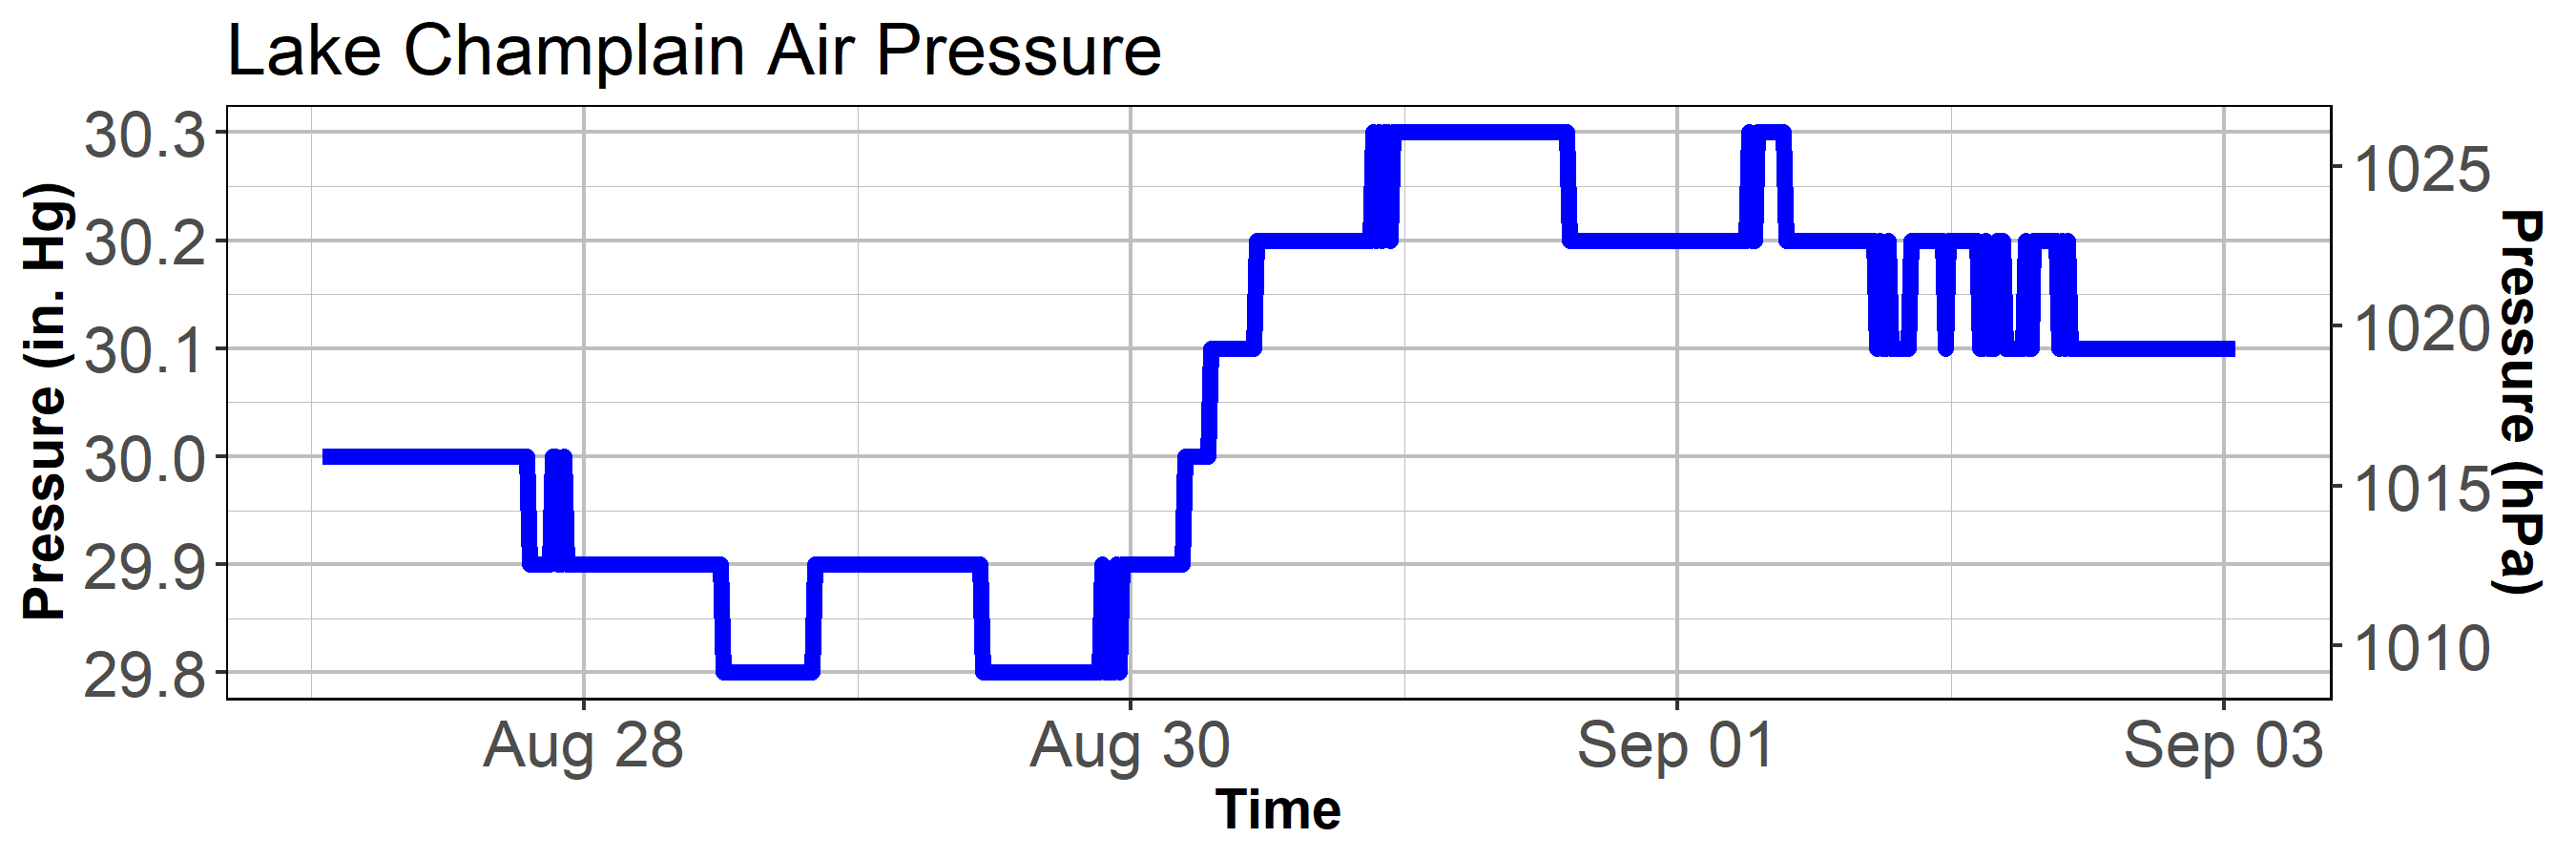 Lake Champlain Air Pressure
30.3
30.2
30.1
30.0
29.9
29.8
Pressure (in. Hg)
1025
1020
1015
1010
Pressure (hPa)
Aug 28 Aug 30 Sep 01 Sep 03
Time